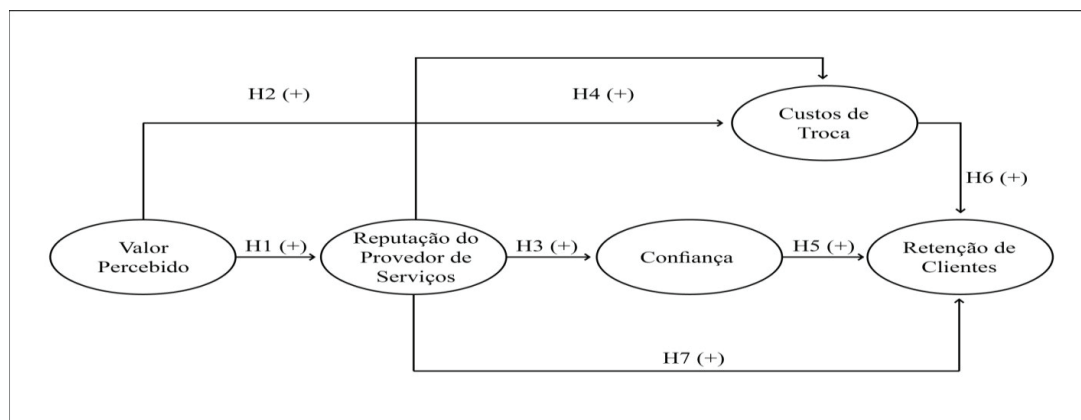 H2 (+)
H4 (+)
Custos de
Troca
H6 (+)
Valor
Percebido
H1 (+)
Reputação do
Provedor de
Serviços
H3 (+)
Confiança
H5 (+)
Retenção de
Clientes
H7 (+)